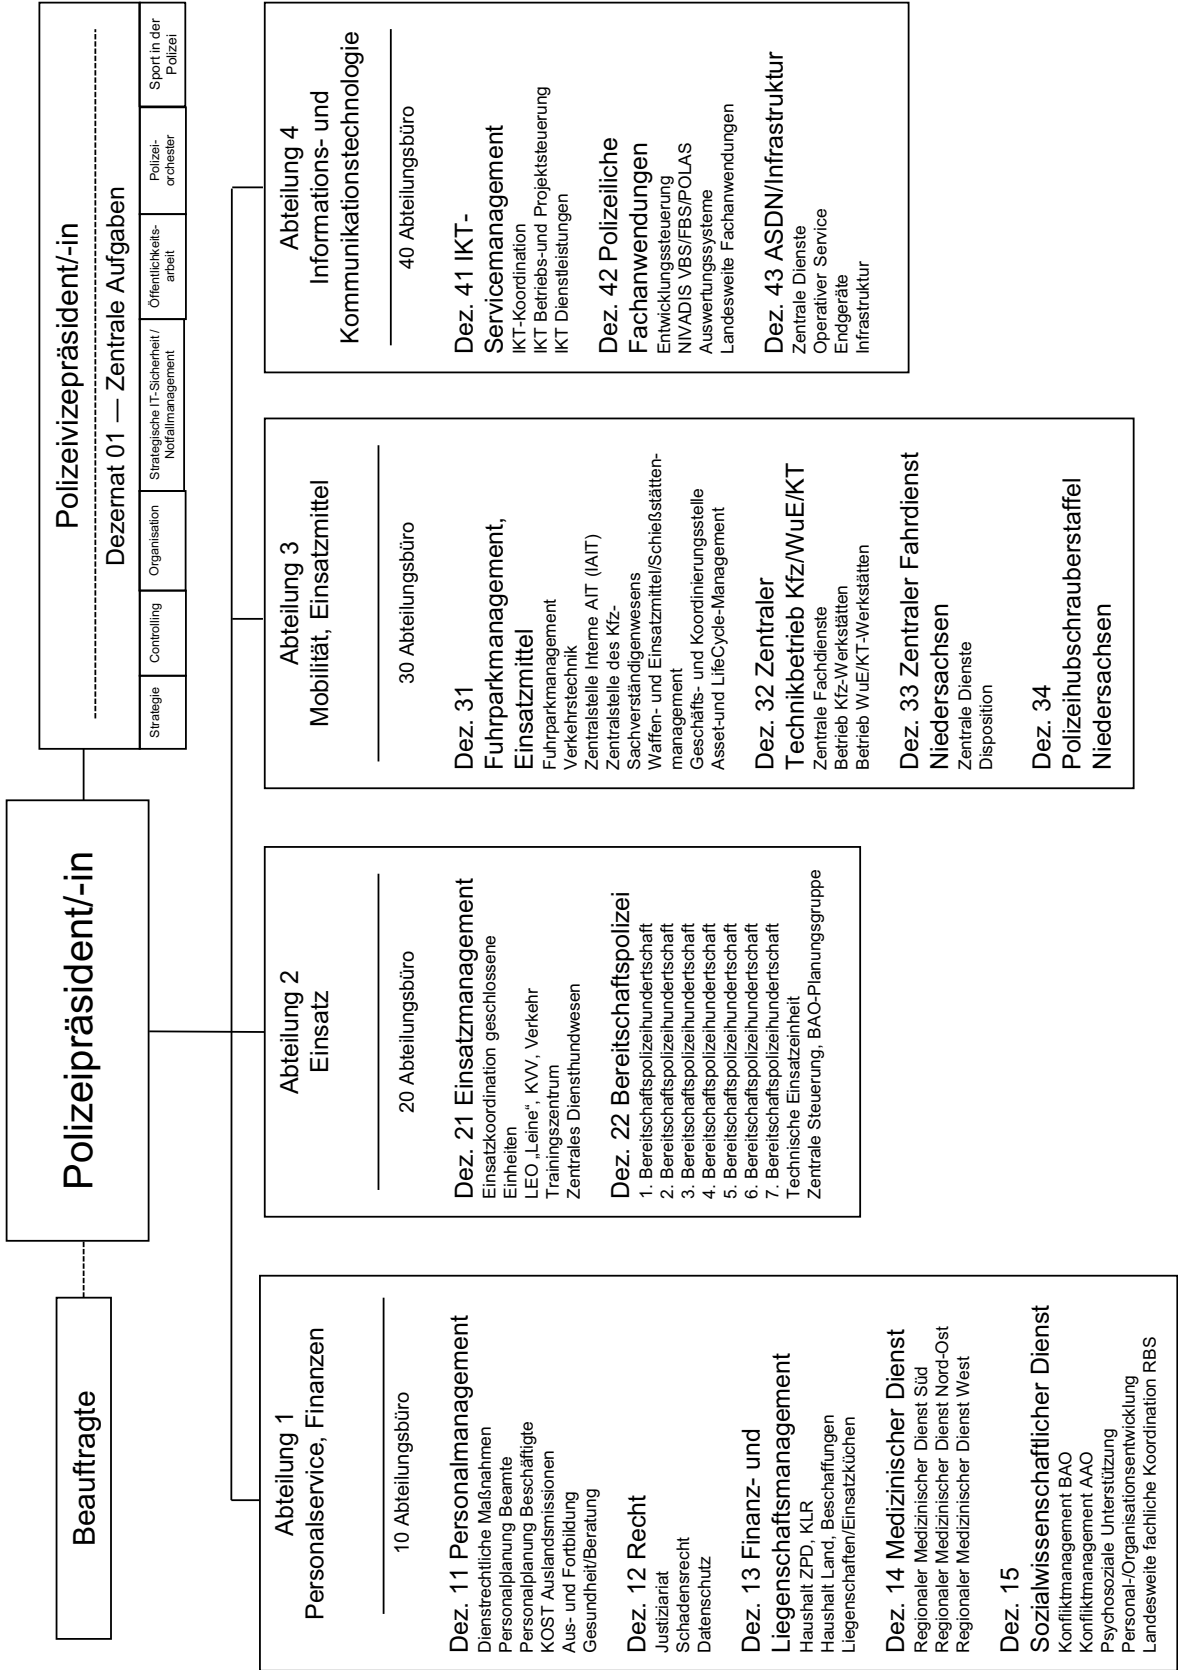 Beauftragte
Polizeipräsident/-in
Polizeivizepräsident/-in
Dezernat 01 — Zentrale Aufgaben
Strategie
Controlling
Organisation
Strategische IT-Sicherheit /
Notfallmanagement
Öffentlichkeits-
arbeit
Polizei-
orchester
Sport in der
Polizei
Abteilung 1
Personalservice, Finanzen
10 Abteilungsbüro
Dez. 11 Personalmanagement
Dienstrechtliche Maßnahmen
Personalplanung Beamte
Personalplanung Beschäftigte
KOST Auslandsmissionen
Aus- und Fortbildung
Gesundheit/Beratung
Dez. 12 Recht
Justiziariat
Schadensrecht
Datenschutz
Dez. 13 Finanz- und
Liegenschaftsmanagement
Haushalt ZPD, KLR
Haushalt Land, Beschaffungen
Liegenschaften/Einsatzküchen
Dez. 14 Medizinischer Dienst
Regionaler Medizinischer Dienst Süd
Regionaler Medizinischer Dienst Nord-Ost
Regionaler Medizinischer Dienst West
Dez. 15
Sozialwissenschaftlicher Dienst
Konfliktmanagement BAO
Konfliktmanagement AAO
Psychosoziale Unterstützung
Personal-/Organisationsentwicklung
Landesweite fachliche Koordination RBS
Abteilung 2
Einsatz
20 Abteilungsbüro
Dez. 21 Einsatzmanagement
Einsatzkoordination geschlossene
Einheiten
LEO „Leine“, KVV, Verkehr
Trainingszentrum
Zentrales Diensthundwesen
Dez. 22 Bereitschaftspolizei
1. Bereitschaftspolizeihundertschaft
2. Bereitschaftspolizeihundertschaft
3. Bereitschaftspolizeihundertschaft
4. Bereitschaftspolizeihundertschaft
5. Bereitschaftspolizeihundertschaft
6. Bereitschaftspolizeihundertschaft
7. Bereitschaftspolizeihundertschaft
Technische Einsatzeinheit
Zentrale Steuerung, BAO-Planungsgruppe
Abteilung 3
Mobilität, Einsatzmittel
30 Abteilungsbüro
Dez. 31
Fuhrparkmanagement,
Einsatzmittel
Fuhrparkmanagement
Verkehrstechnik
Zentralstelle Interne AIT (IAIT)
Zentralstelle des Kfz-
Sachverständigenwesens
Waffen- und Einsatzmittel/Schießstätten-
management
Geschäfts- und Koordinierungsstelle
Asset-und LifeCycle-Management
Dez. 32 Zentraler
Technikbetrieb Kfz/WuE/KT
Zentrale Fachdienste
Betrieb Kfz-Werkstätten
Betrieb WuE/KT-Werkstätten
Dez. 33 Zentraler Fahrdienst
Niedersachsen
Zentrale Dienste
Disposition
Dez. 34
Polizeihubschrauberstaffel
Niedersachsen
Abteilung 4
Informations- und
Kommunikationstechnologie
40 Abteilungsbüro
Dez. 41 IKT-
Servicemanagement
IKT-Koordination
IKT Betriebs-und Projektsteuerung
IKT Dienstleistungen
Dez. 42 Polizeiliche
Fachanwendungen
Entwicklungssteuerung
NIVADIS VBS/FBS/POLAS
Auswertungssysteme
Landesweite Fachanwendungen
Dez. 43 ASDN/Infrastruktur
Zentrale Dienste
Operativer Service
Endgeräte
Infrastruktur